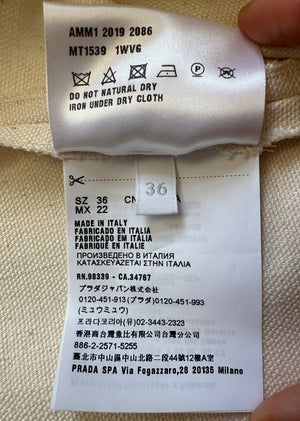 AMM1 2019 2086
MT1539 1WVG
DO NOT NATURAL DRY
IRON UNDER DRY CLOTH
36
SZ 36 CN
MX 22
MADE IN ITALY
FABRICADO EN ITALIA
FABRICADO EM ITÁLIA
FABRIQUÉ EN ITALIE
ПРОИЗВЕДЕНО В ИТАЛИЯ
ΚΑΤΑΣΚΕΥΑΖΕΤΑΙ ΣΤΗΝ ΙΤΑΛΙΑ
RN.98339 - CA.34767
プラダジャパン株式会社
0120-451-913(プラダ)0120-451-993
(ミュウミュウ)
프라다코리아(유)02-3443-2323
香港商台灣普比有限公司台灣分公司
886-2-2571-5255
臺北市中山區中山北路二段44號12樓A室
PRADA SPA Via Fogazzaro,28 20135 Milano